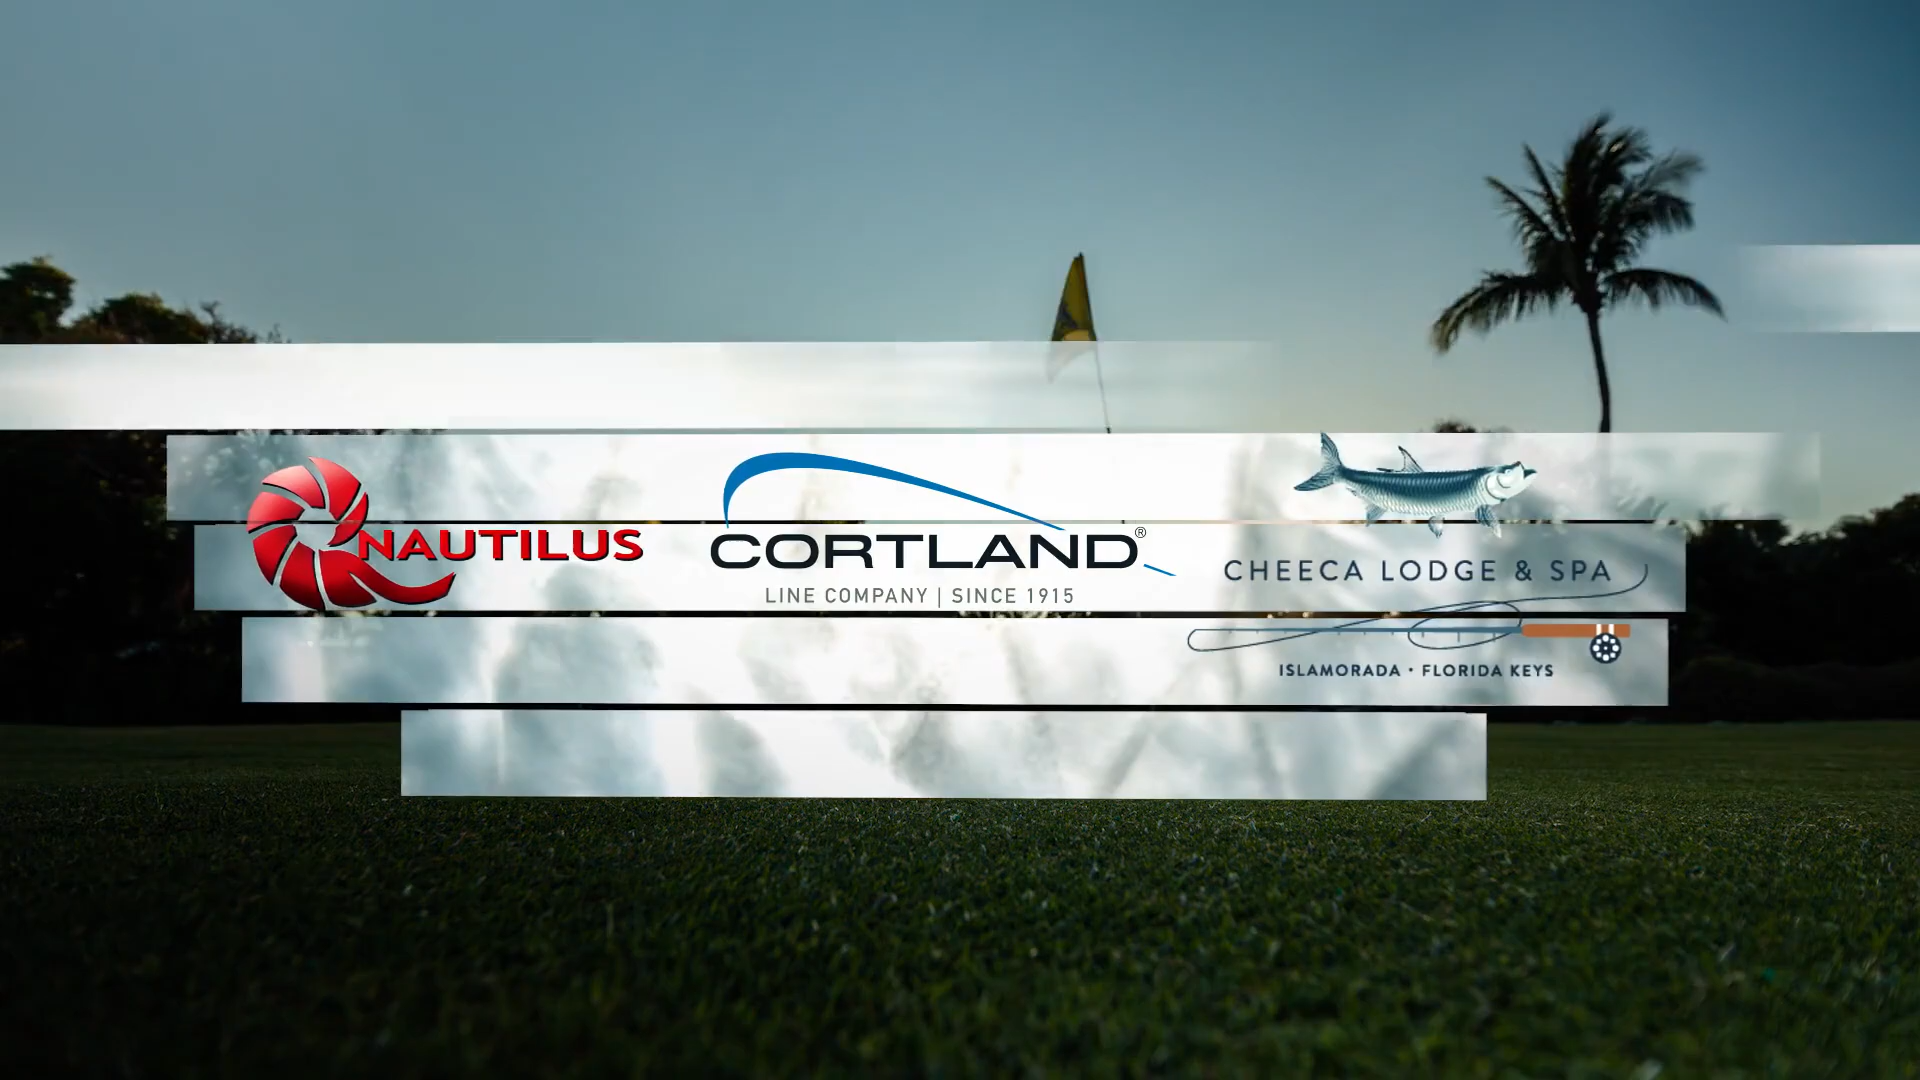 NAUTILUS
CORTLAND®
LINE COMPANY | SINCE 1915
CHEECA LODGE & SPA
ISLAMORADA • FLORIDA KEYS